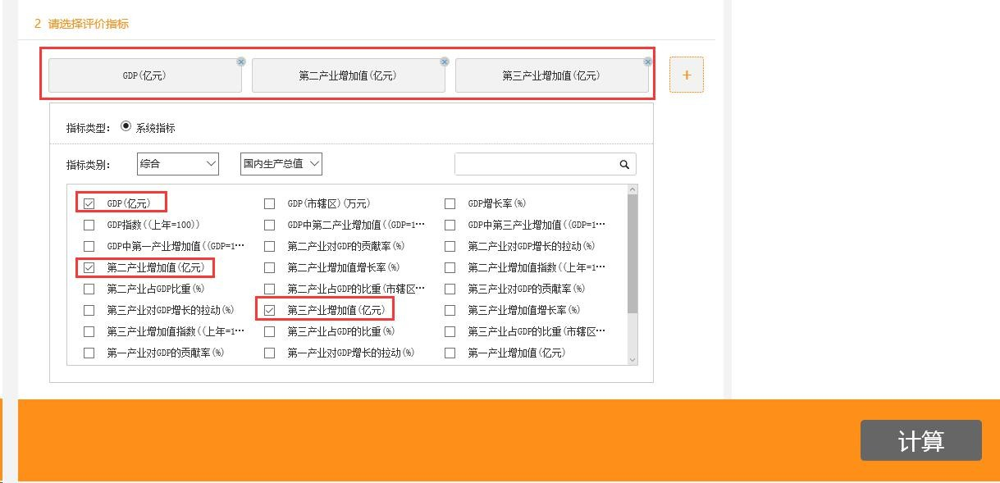 2 请选择评价指标
GDP(亿元) 第二产业增加值(亿元) 第三产业增加值(亿元) +
指标类型： 系统指标
指标类别： 综合 国内生产总值
GDP(亿元) GDP(市辖区)(万元) GDP增长率(%)
GDP指数((上年=100)) GDP中第二产业增加值((GDP=1… GDP中第三产业增加值((GDP=1…
GDP中第一产业增加值((GDP=1… 第二产业对GDP的贡献率(%) 第二产业对GDP增长的拉动(%)
第二产业增加值(亿元) 第二产业增加值增长率(%) 第二产业增加值指数((上年=1…
第二产业占GDP比重(%) 第二产业占GDP的比重(市辖区… 第三产业对GDP的贡献率(%)
第三产业对GDP增长的拉动(%) 第三产业增加值(亿元) 第三产业增加值增长率(%)
第三产业增加值指数((上年=1… 第三产业占GDP的比重(%) 第三产业占GDP的比重(市辖区…
第一产业对GDP的贡献率(%) 第一产业对GDP增长的拉动(%) 第一产业增加值(亿元)
计算